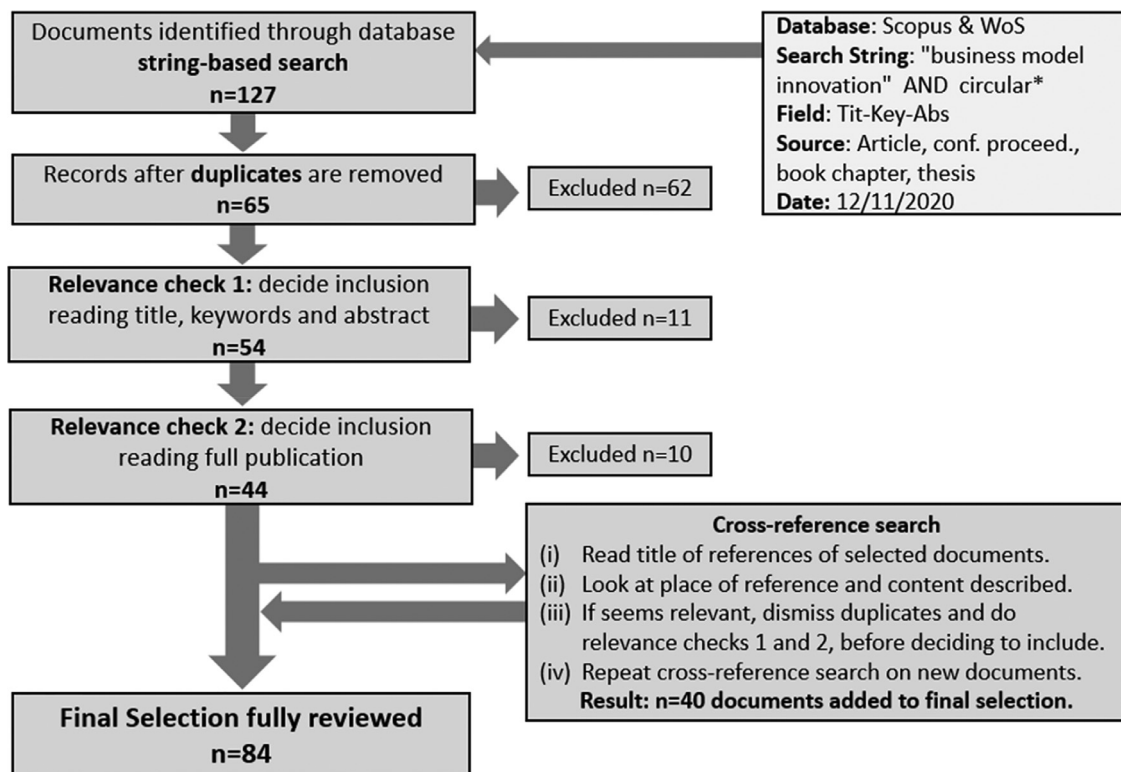 Documents identified through database
string-based search
n=127
Database: Scopus & WoS
Search String: "business model
innovation" AND circular*
Field: Tit-Key-Abs
Source: Article, conf. proceed.,
book chapter, thesis
Date: 12/11/2020
Records after duplicates are removed
n=65
Excluded n=62
Relevance check 1: decide inclusion
reading title, keywords and abstract
n=54
Excluded n=11
Relevance check 2: decide inclusion
reading full publication
n=44
Excluded n=10
Cross-reference search
(i) Read title of references of selected documents.
(ii) Look at place of reference and content described.
(iii) If seems relevant, dismiss duplicates and do
relevance checks 1 and 2, before deciding to include.
(iv) Repeat cross-reference search on new documents.
Result: n=40 documents added to final selection.
Final Selection fully reviewed
n=84